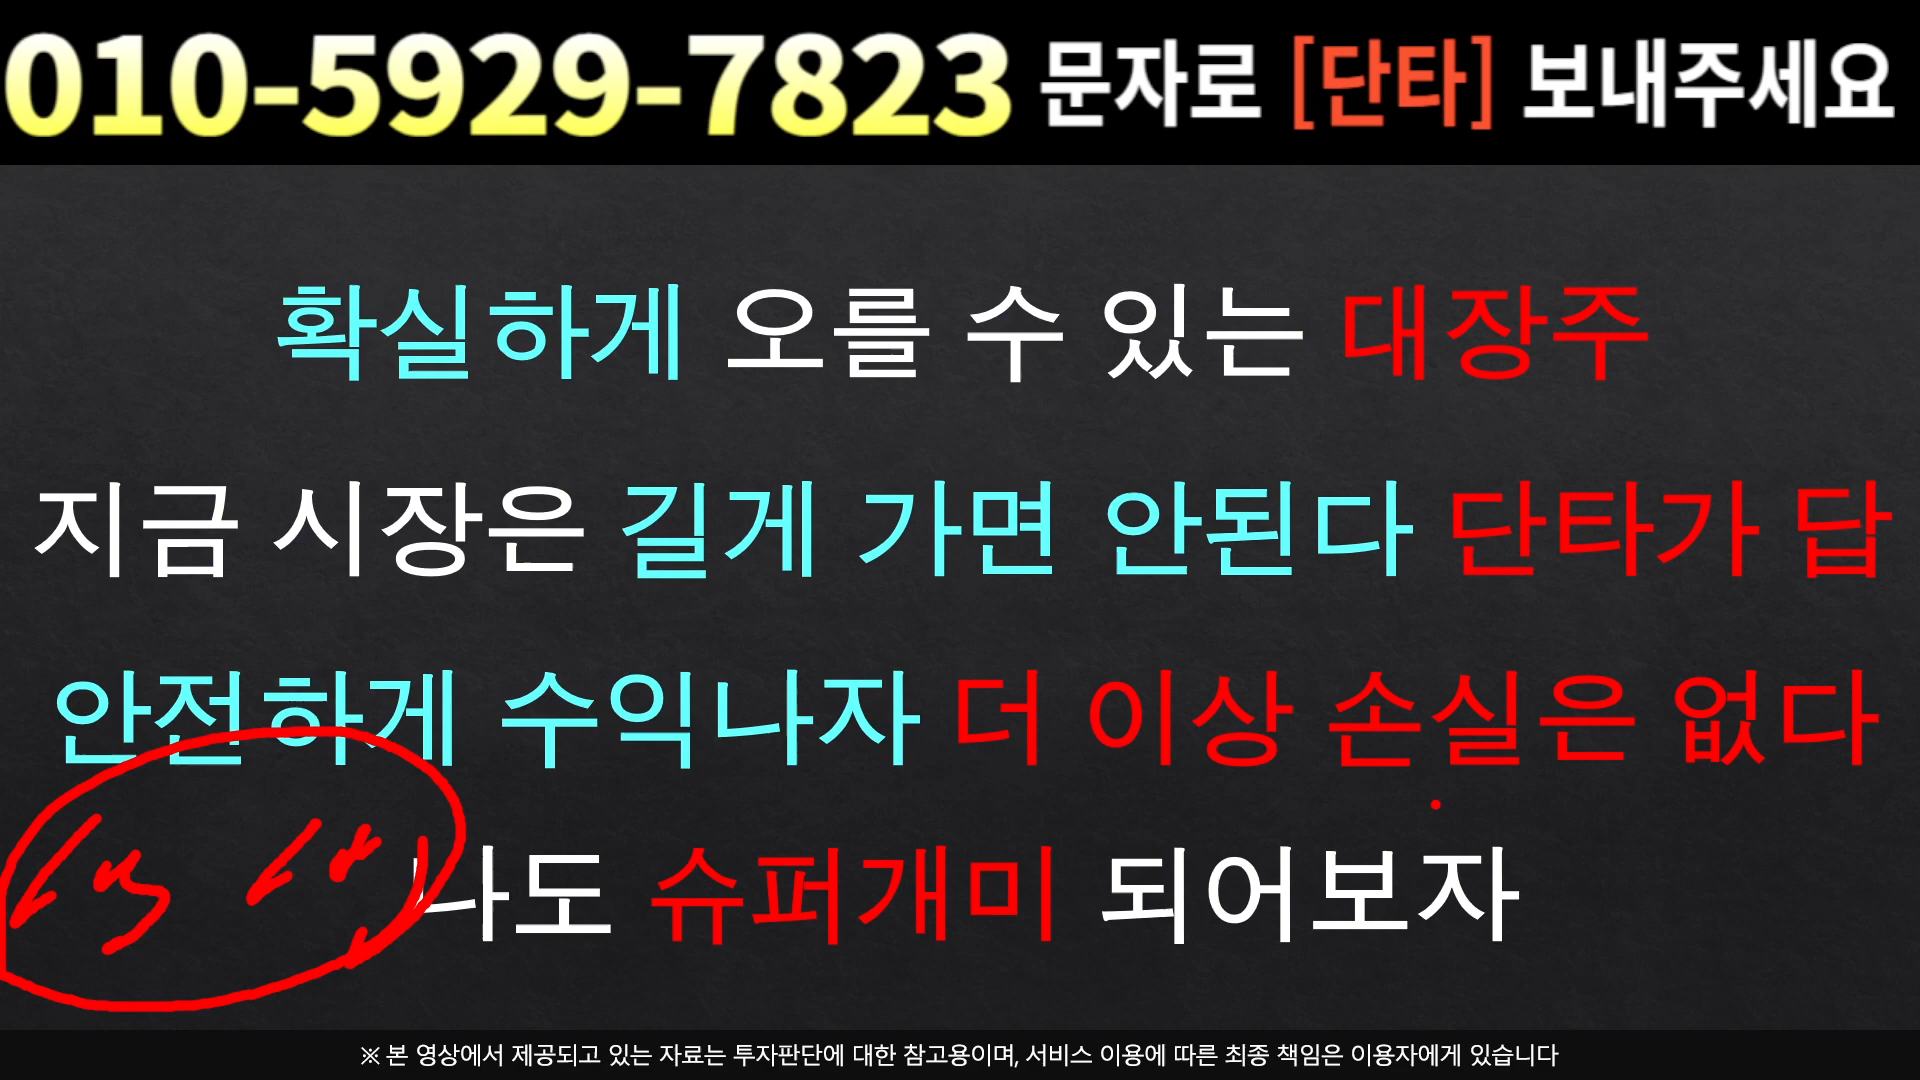 010-5929-7823 문자로 [단타] 보내주세요
확실하게 오를 수 있는 대장주
지금 시장은 길게 가면 안된다 단타가 답
안전하게 수익나자 더 이상 손실은 없다
나도 슈퍼개미 되어보자
※ 본 영상에서 제공되고 있는 자료는 투자판단에 대한 참고용이며, 서비스 이용에 따른 최종 책임은 이용자에게 있습니다